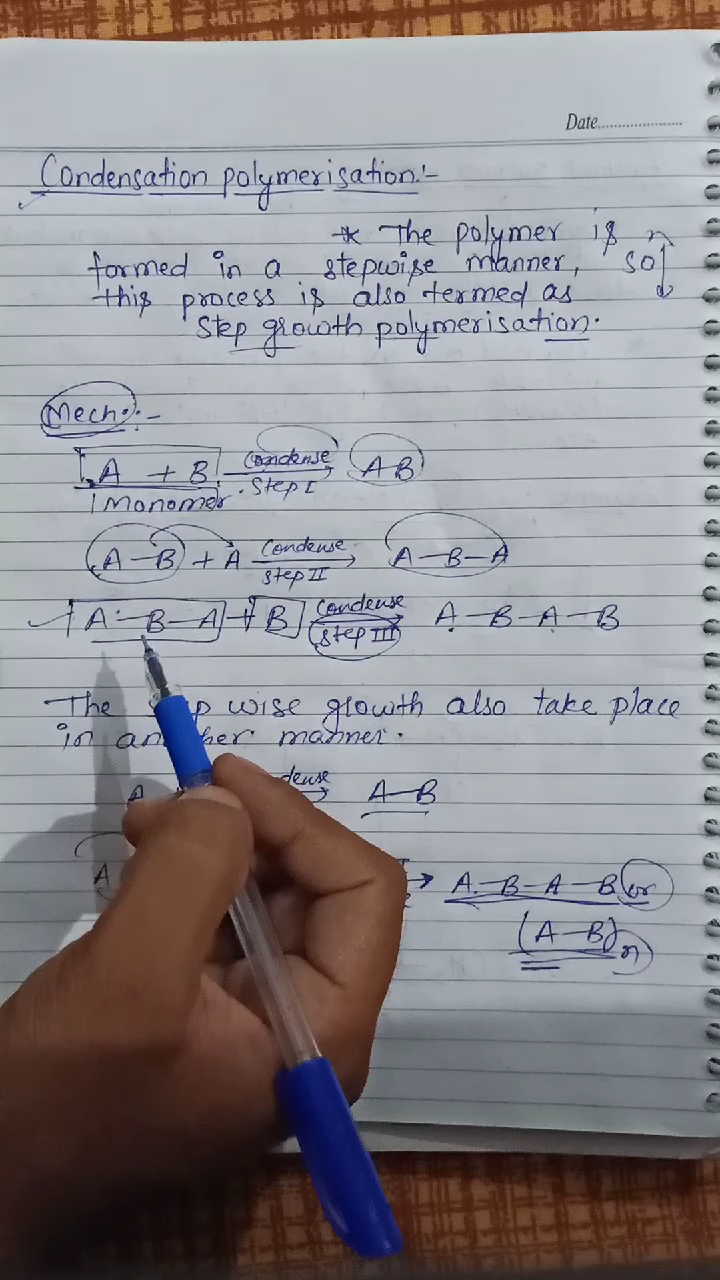 Date....................
Condensation polymerisation:-
* The polymer is
formed in a stepwise manner, so
this process is also termed as
step growth polymerisation.
Mech:-
A + B Condense Step I AB
Monomer
A-B + A Condense Step II A-B-A
A-B-A + B Condense Step III A-B-A-B
The wise growth also take place
in manner.
A A-B
A A-B-A-B or
(A-B)n